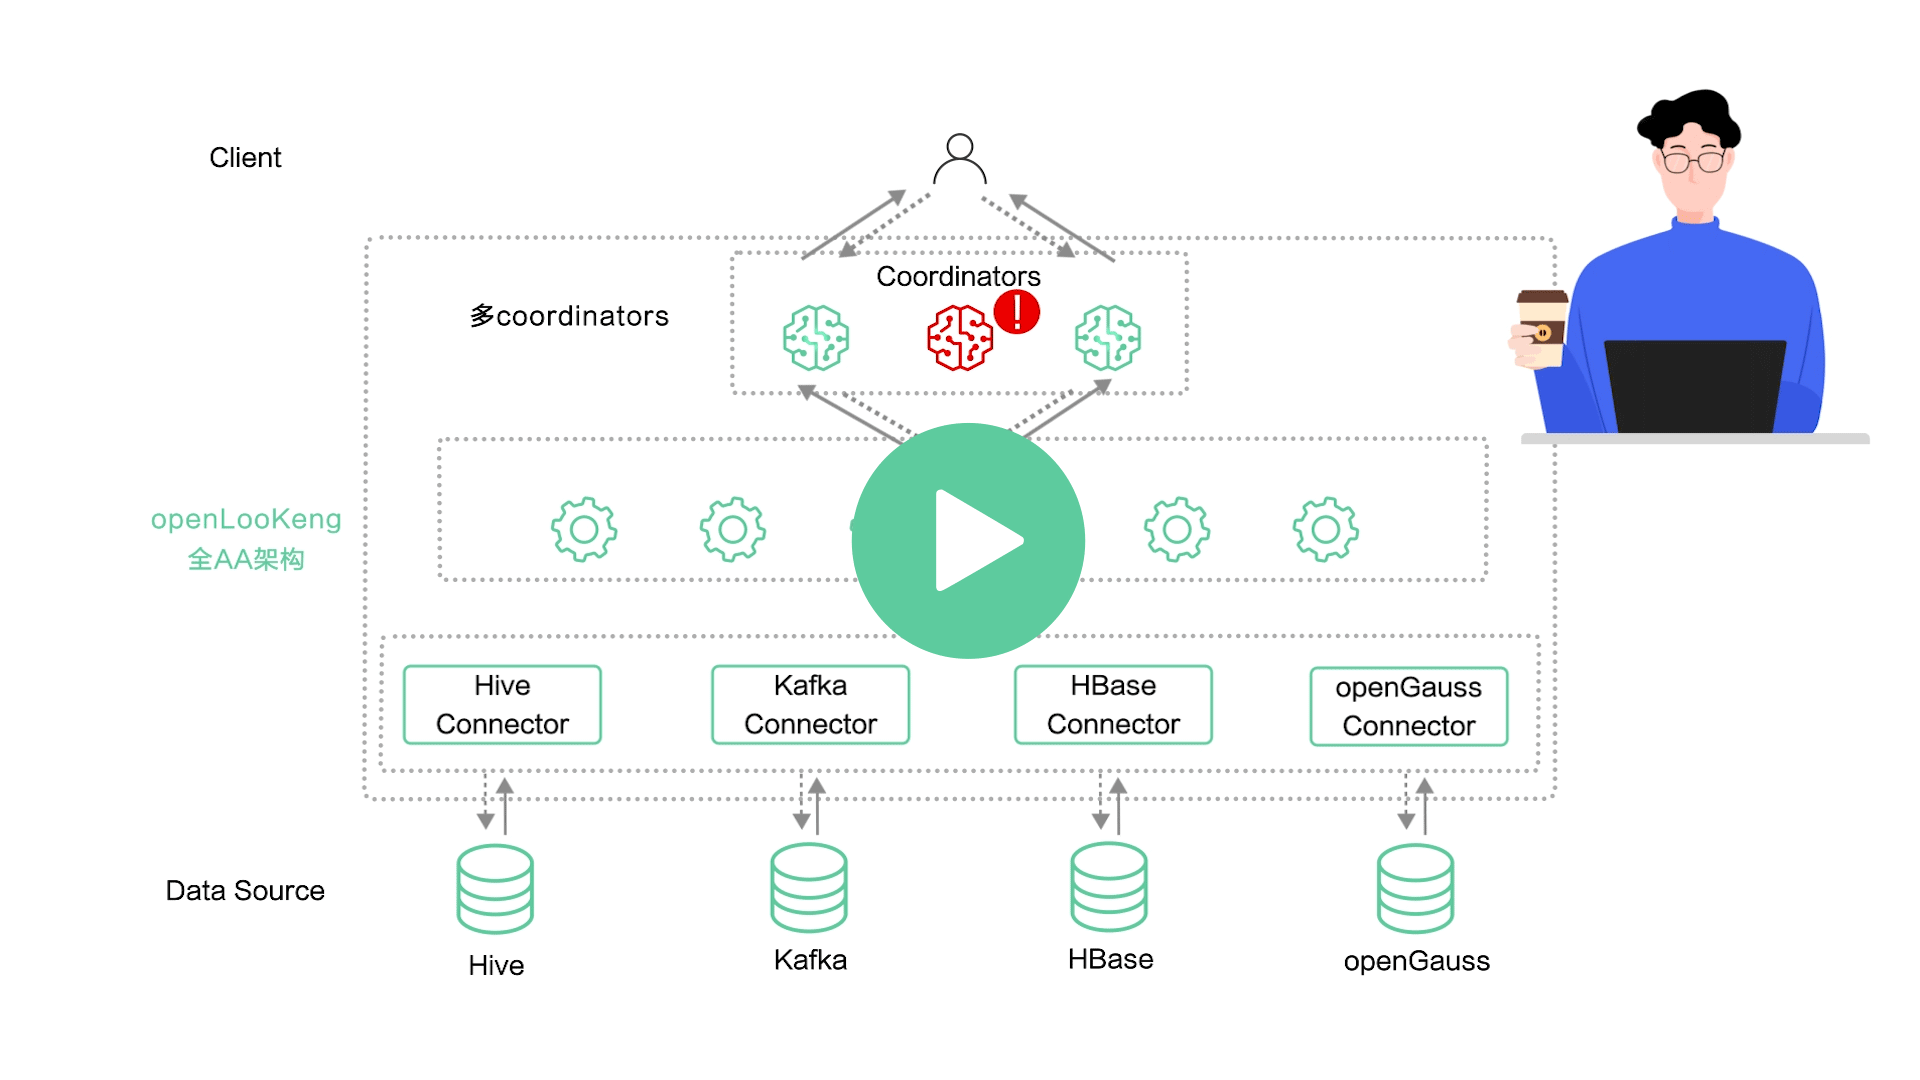 Client
Coordinators
多coordinators
openLooKeng
全AA架构
Hive
Connector
Kafka
Connector
HBase
Connector
openGauss
Connector
Data Source
Hive
Kafka
HBase
openGauss